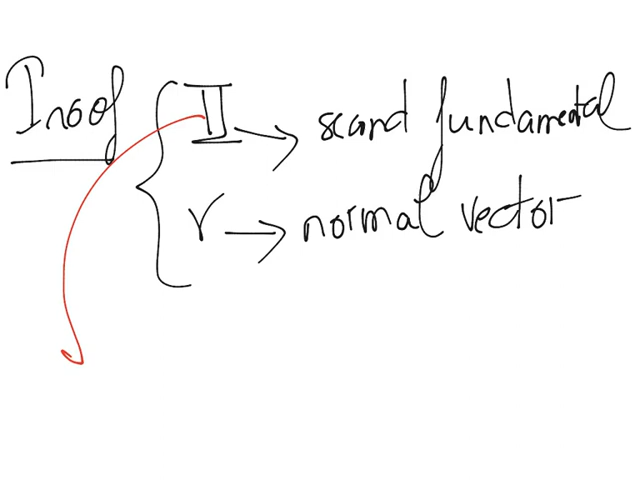 Proof { II → second fundamental
ν → normal vector